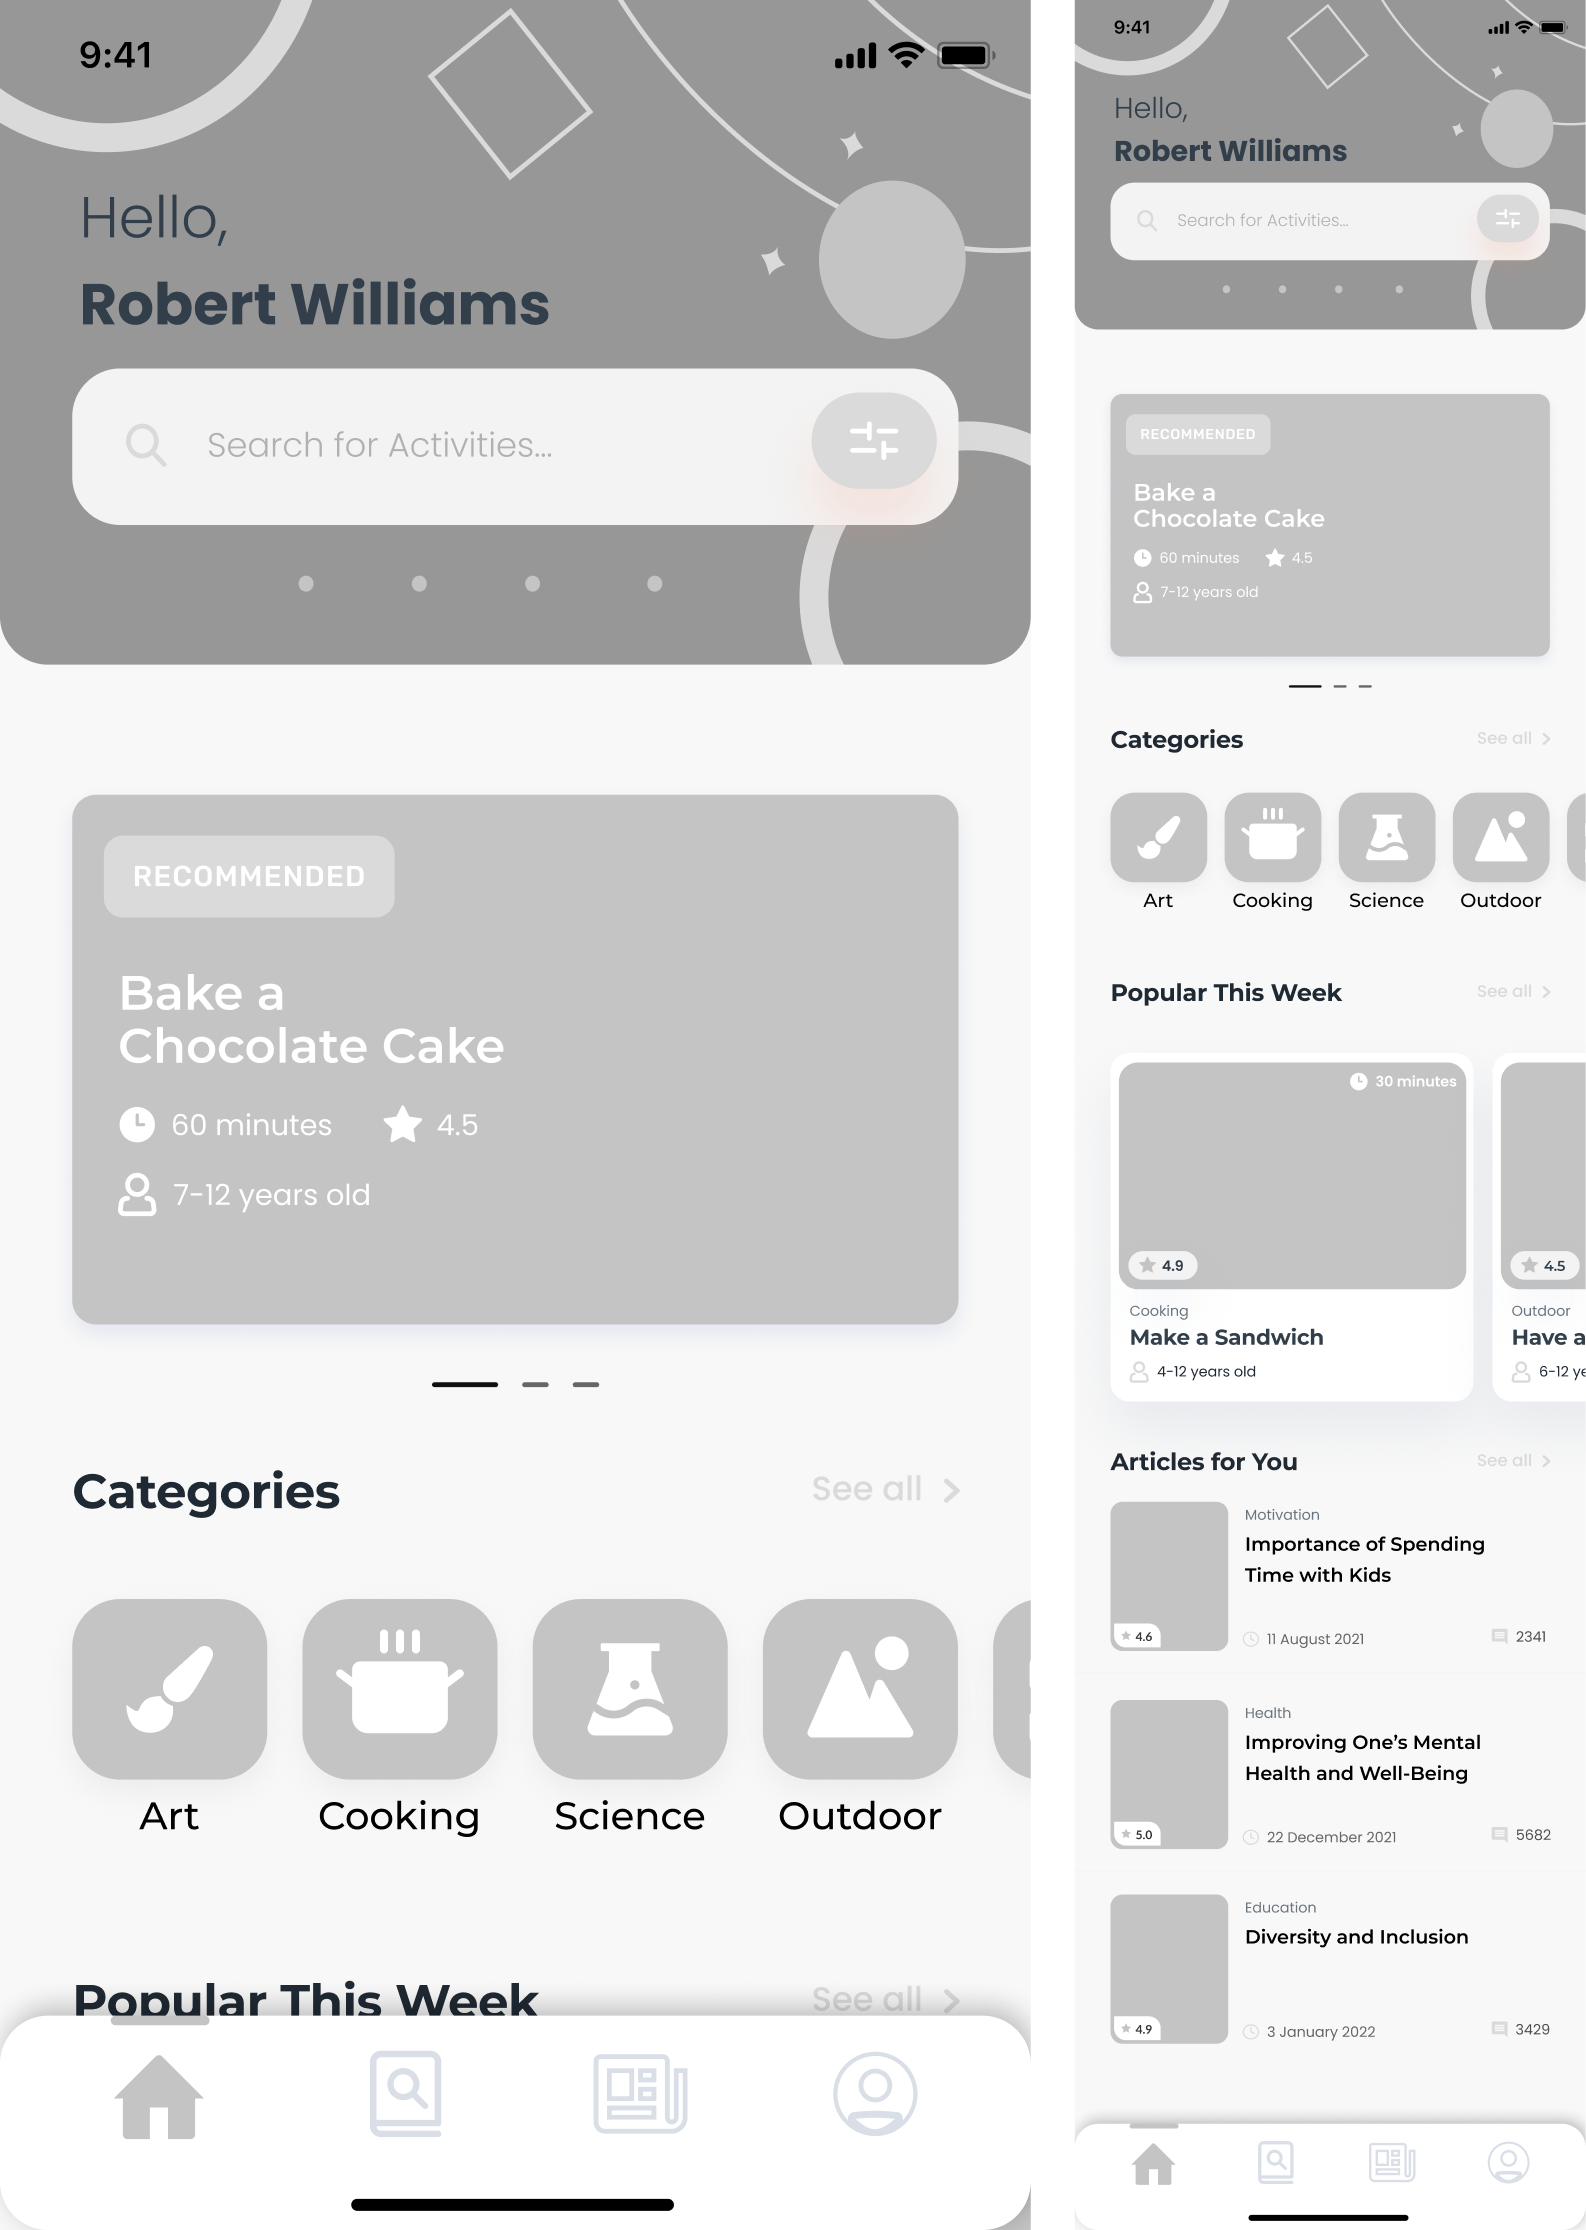 9:41
Hello,
Robert Williams
Search for Activities...
RECOMMENDED
Bake a
Chocolate Cake
60 minutes 4.5
7-12 years old
Categories See all
Art Cooking Science Outdoor
Popular This Week See all
9:41
Hello,
Robert Williams
Search for Activities...
RECOMMENDED
Bake a
Chocolate Cake
60 minutes 4.5
7-12 years old
Categories See all
Art Cooking Science Outdoor
Popular This Week See all
30 minutes
4.9
Cooking
Make a Sandwich
4-12 years old
4.5
Outdoor
Have a
6-12 ye
Articles for You See all
Motivation
Importance of Spending
Time with Kids
4.6
11 August 2021 2341
Health
Improving One’s Mental
Health and Well-Being
5.0
22 December 2021 5682
Education
Diversity and Inclusion
4.9
3 January 2022 3429